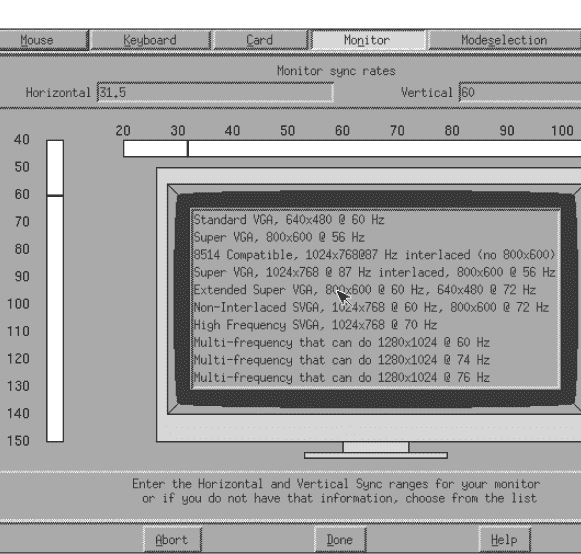 Mouse Keyboard Card Monitor Modeselection
Monitor sync rates
Horizontal 31.5 Vertical 60
20 30 40 50 60 70 80 90 100
40
50
60
70
80
90
100
110
120
130
140
150
Standard VGA, 640x480 @ 60 Hz
Super VGA, 800x600 @ 56 Hz
8514 Compatible, 1024x768@87 Hz interlaced (no 800x600)
Super VGA, 1024x768 @ 87 Hz interlaced, 800x600 @ 56 Hz
Extended Super VGA, 800x600 @ 60 Hz, 640x480 @ 72 Hz
Non-Interlaced SVGA, 1024x768 @ 60 Hz, 800x600 @ 72 Hz
High Frequency SVGA, 1024x768 @ 70 Hz
Multi-frequency that can do 1280x1024 @ 60 Hz
Multi-frequency that can do 1280x1024 @ 74 Hz
Multi-frequency that can do 1280x1024 @ 76 Hz
Enter the Horizontal and Vertical Sync ranges for your monitor
or if you do not have that information, choose from the list
Abort Done Help